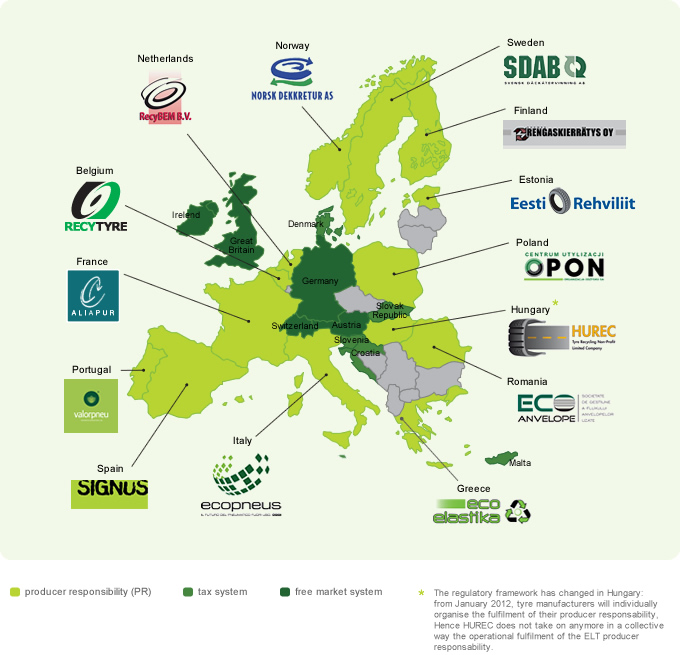 Sweden
Norway
Netherlands
SDAB
SVENSK DÄCKÅTERVINNING AB
NORSK DEKKRETUR AS
RecyBEM B.V.
Finland
RENGASKIERRÄTYS OY
Belgium
Estonia
RECYTYRE
Eesti Rehviliit
Ireland
Denmark
Great
Britain
Poland
CENTRUM UTYLIZACJI
OPON
France
Germany
ALIAPUR
Slovsk
Republic
Hungary *
HUREC
Tyre Recycling Non-Profit
Limited Company
Switzerland
Austria
Slovenia
Croatia
Portugal
valorpneu
Romania
ECO
ANVELOPE
SOCIETATE
DE GESTIUNE
A FLUXULUI
ANVELOPELOR
UZATE
Italy
ecopneus
Spain
SIGNUS
Malta
Greece
eco
elastika
producer responsibility (PR)
tax system
free market system
* The regulatory framework has changed in Hungary:
from January 2012, tyre manufacturers will individually
organise the fulfilment of their producer responsability,
Hence HUREC does not take on anymore in a collective
way the operational fulfilment of the ELT producer
responsability.